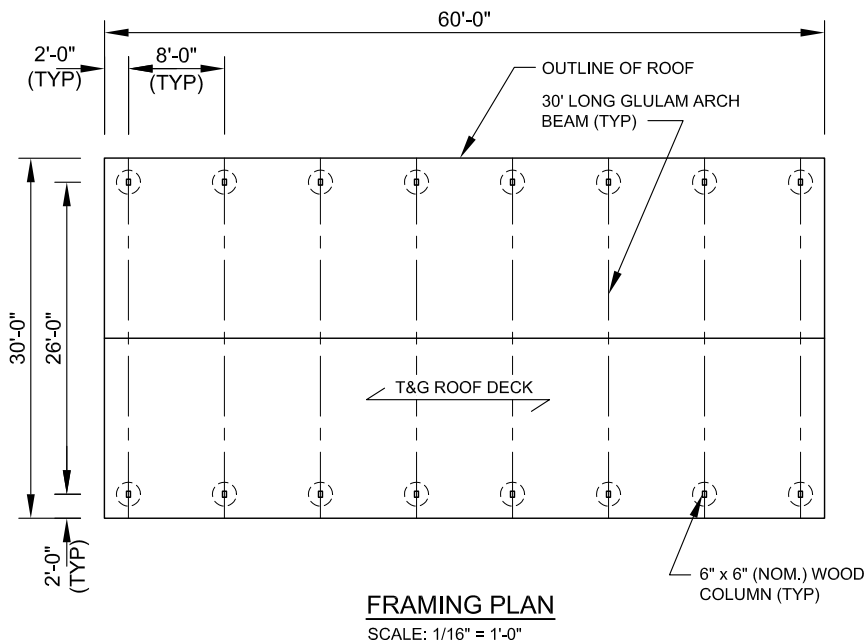 60'-0"
2'-0"
(TYP)
8'-0"
(TYP)
OUTLINE OF ROOF
30' LONG GLULAM ARCH
BEAM (TYP)
30'-0"
26'-0"
T&G ROOF DECK
2'-0"
(TYP)
6" x 6" (NOM.) WOOD
COLUMN (TYP)
FRAMING PLAN
SCALE: 1/16" = 1'-0"